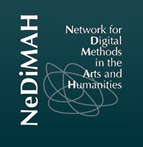 NeDiMAH
Network for
Digital
Methods
in the
Arts and
Humanities